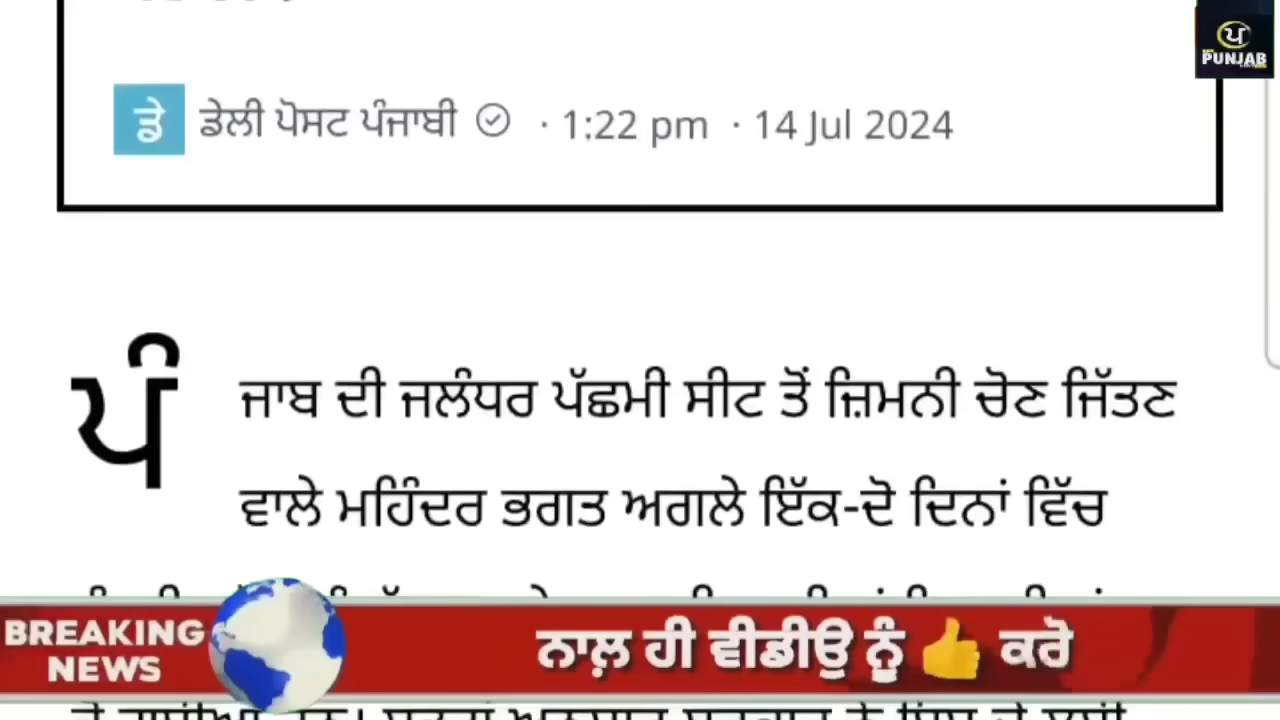 ਪ
PUNJAB
ਡੇ ਡੇਲੀ ਪੋਸਟ ਪੰਜਾਬੀ · 1:22 pm · 14 Jul 2024
ਪੰਜਾਬ ਦੀ ਜਲੰਧਰ ਪੱਛਮੀ ਸੀਟ ਤੋਂ ਜ਼ਿਮਨੀ ਚੋਣ ਜਿੱਤਣ
ਵਾਲੇ ਮਹਿੰਦਰ ਭਗਤ ਅਗਲੇ ਇੱਕ-ਦੋ ਦਿਨਾਂ ਵਿੱਚ
BREAKING
NEWS
ਨਾਲ਼ ਹੀ ਵੀਡੀਉ ਨੂੰ 👍 ਕਰੋ